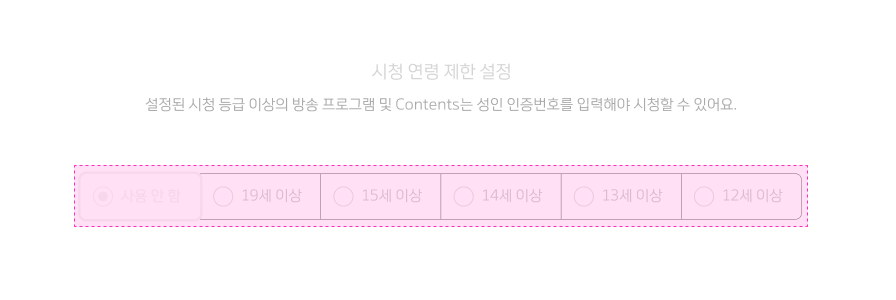 시청 연령 제한 설정
설정된 시청 등급 이상의 방송 프로그램 및 Contents는 성인 인증번호를 입력해야 시청할 수 있어요.
사용 안 함 19세 이상 15세 이상 14세 이상 13세 이상 12세 이상